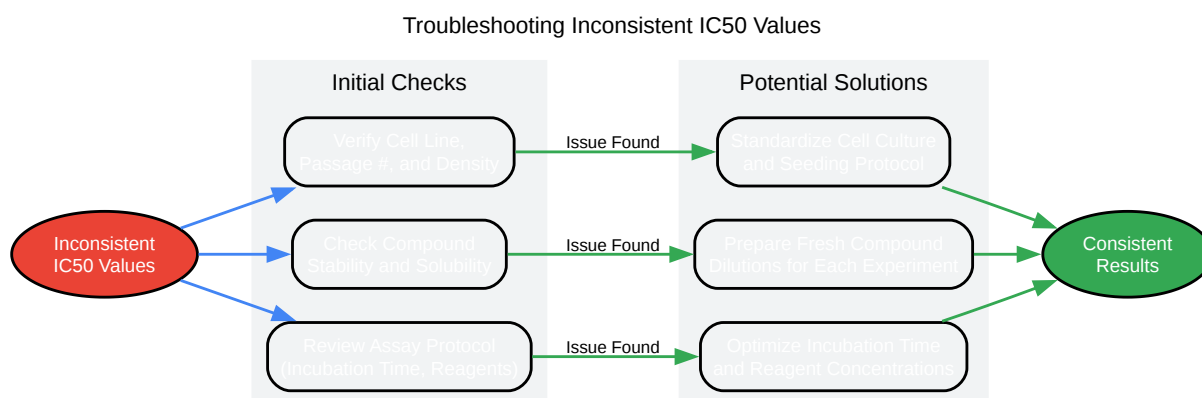 Troubleshooting Inconsistent IC50 Values
Initial Checks
Potential Solutions
Verify Cell Line,
Passage #, and Density
Issue Found
Standardize Cell Culture
and Seeding Protocol
Inconsistent
IC50 Values
Check Compound
Stability and Solubility
Issue Found
Prepare Fresh Compound
Dilutions for Each Experiment
Consistent
Results
Review Assay Protocol
(Incubation Time, Reagents)
Issue Found
Optimize Incubation Time
and Reagent Concentrations